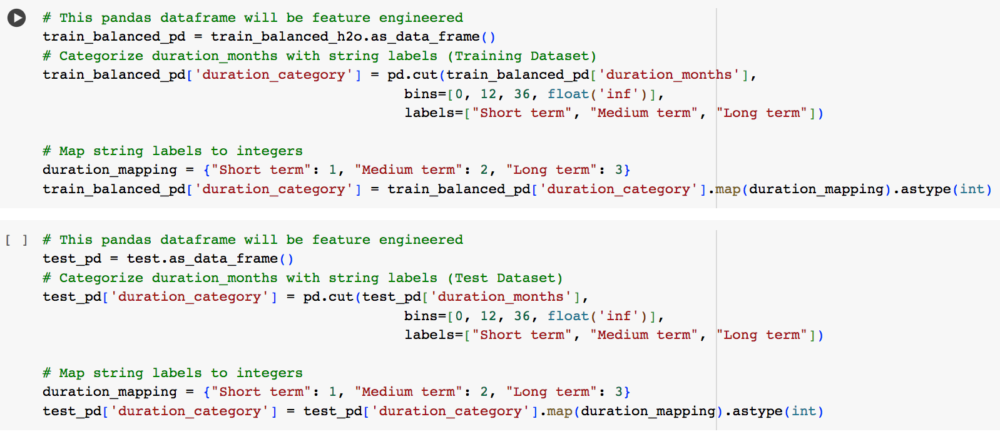 # This pandas dataframe will be feature engineered
train_balanced_pd = train_balanced_h2o.as_data_frame()
# Categorize duration_months with string labels (Training Dataset)
train_balanced_pd['duration_category'] = pd.cut(train_balanced_pd['duration_months'],
                                           bins=[0, 12, 36, float('inf')],
                                           labels=["Short term", "Medium term", "Long term"])

# Map string labels to integers
duration_mapping = {"Short term": 1, "Medium term": 2, "Long term": 3}
train_balanced_pd['duration_category'] = train_balanced_pd['duration_category'].map(duration_mapping).astype(int)

[ ] # This pandas dataframe will be feature engineered
test_pd = test.as_data_frame()
# Categorize duration_months with string labels (Test Dataset)
test_pd['duration_category'] = pd.cut(test_pd['duration_months'],
                                           bins=[0, 12, 36, float('inf')],
                                           labels=["Short term", "Medium term", "Long term"])

# Map string labels to integers
duration_mapping = {"Short term": 1, "Medium term": 2, "Long term": 3}
test_pd['duration_category'] = test_pd['duration_category'].map(duration_mapping).astype(int)